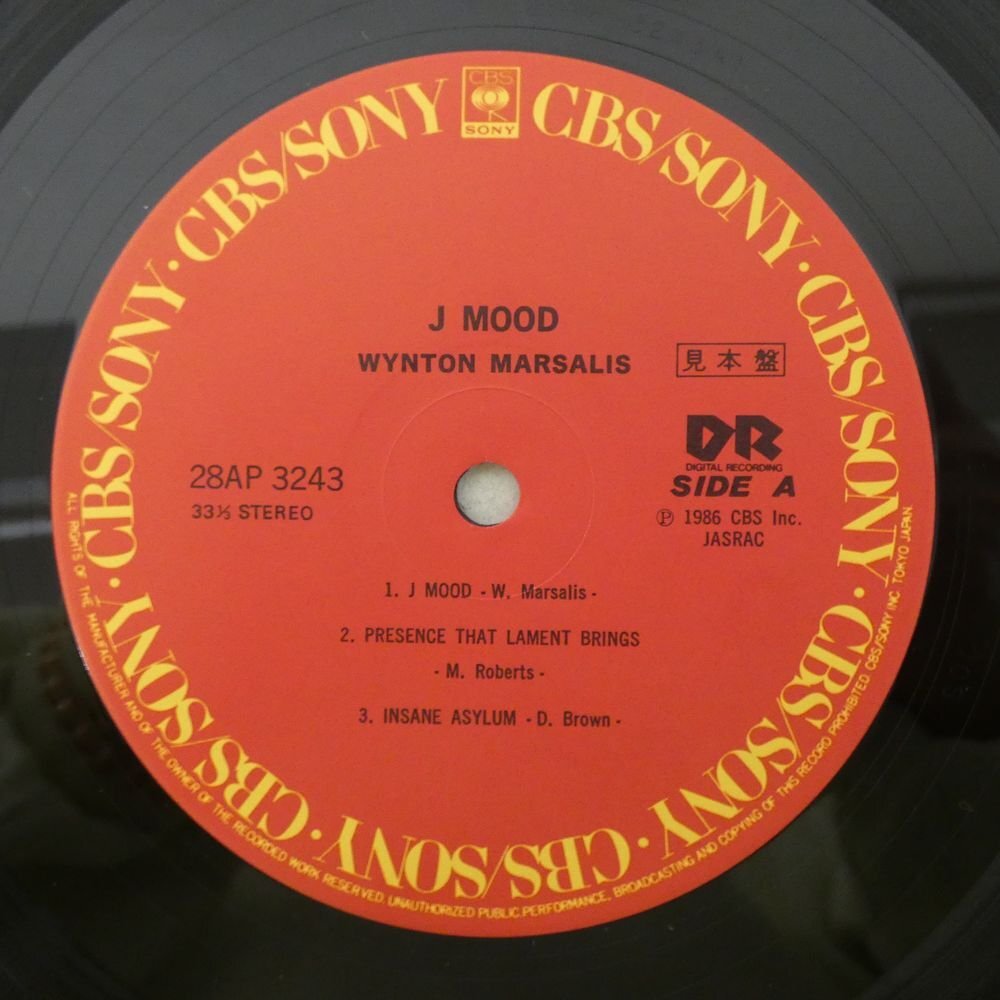 CBS
SONY
CBS/SONY · CBS/SONY · CBS/SONY · CBS/SONY · CBS/SONY · CBS/SONY · CBS/SONY · CBS/SONY
J MOOD
WYNTON MARSALIS
見本盤
DR
DIGITAL RECORDING
28AP 3243
SIDE A
33⅓ STEREO
℗ 1986 CBS Inc.
JASRAC
1. J MOOD - W. Marsalis -
2. PRESENCE THAT LAMENT BRINGS
- M. Roberts -
3. INSANE ASYLUM - D. Brown -
ALL RIGHTS OF THE MANUFACTURER AND OF THE OWNER OF THE RECORDED WORK RESERVED. UNAUTHORIZED PUBLIC PERFORMANCE, BROADCASTING AND COPYING OF THIS RECORD PROHIBITED CBS/SONY INC. TOKYO JAPAN